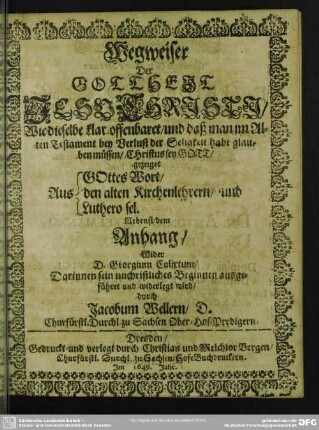 Wegweiser
Der
GOTTHEJT
JESU CHRISTI/
Wie dieselbe klar offenbaret/ und daß man im Al-
ten Testament bey Verlust der Seligkeit habe glau-
ben müssen/ Christus sey GOTT/
gezeiget
Aus
GOttes Wort/
den alten Kirchenlehrern/ und
Luthero sel.
Nebenst dem
Anhang/
Wider
D. Georgium Calixtum/
Darinnen sein unchristliches Beginnen ausge-
führet und widerlegt wird/
durch
Jacobum Wellern/ D.
Churfürstl. Durchl. zu Sachsen Ober-Hof-Predigern.
Dresden/
Gedruckt und verlegt durch Christian und Melchior Bergen/
Churfürstl. Durchl. zu Sachsen/ Hof-Buchdruckern.
Im 1649. Jahr.